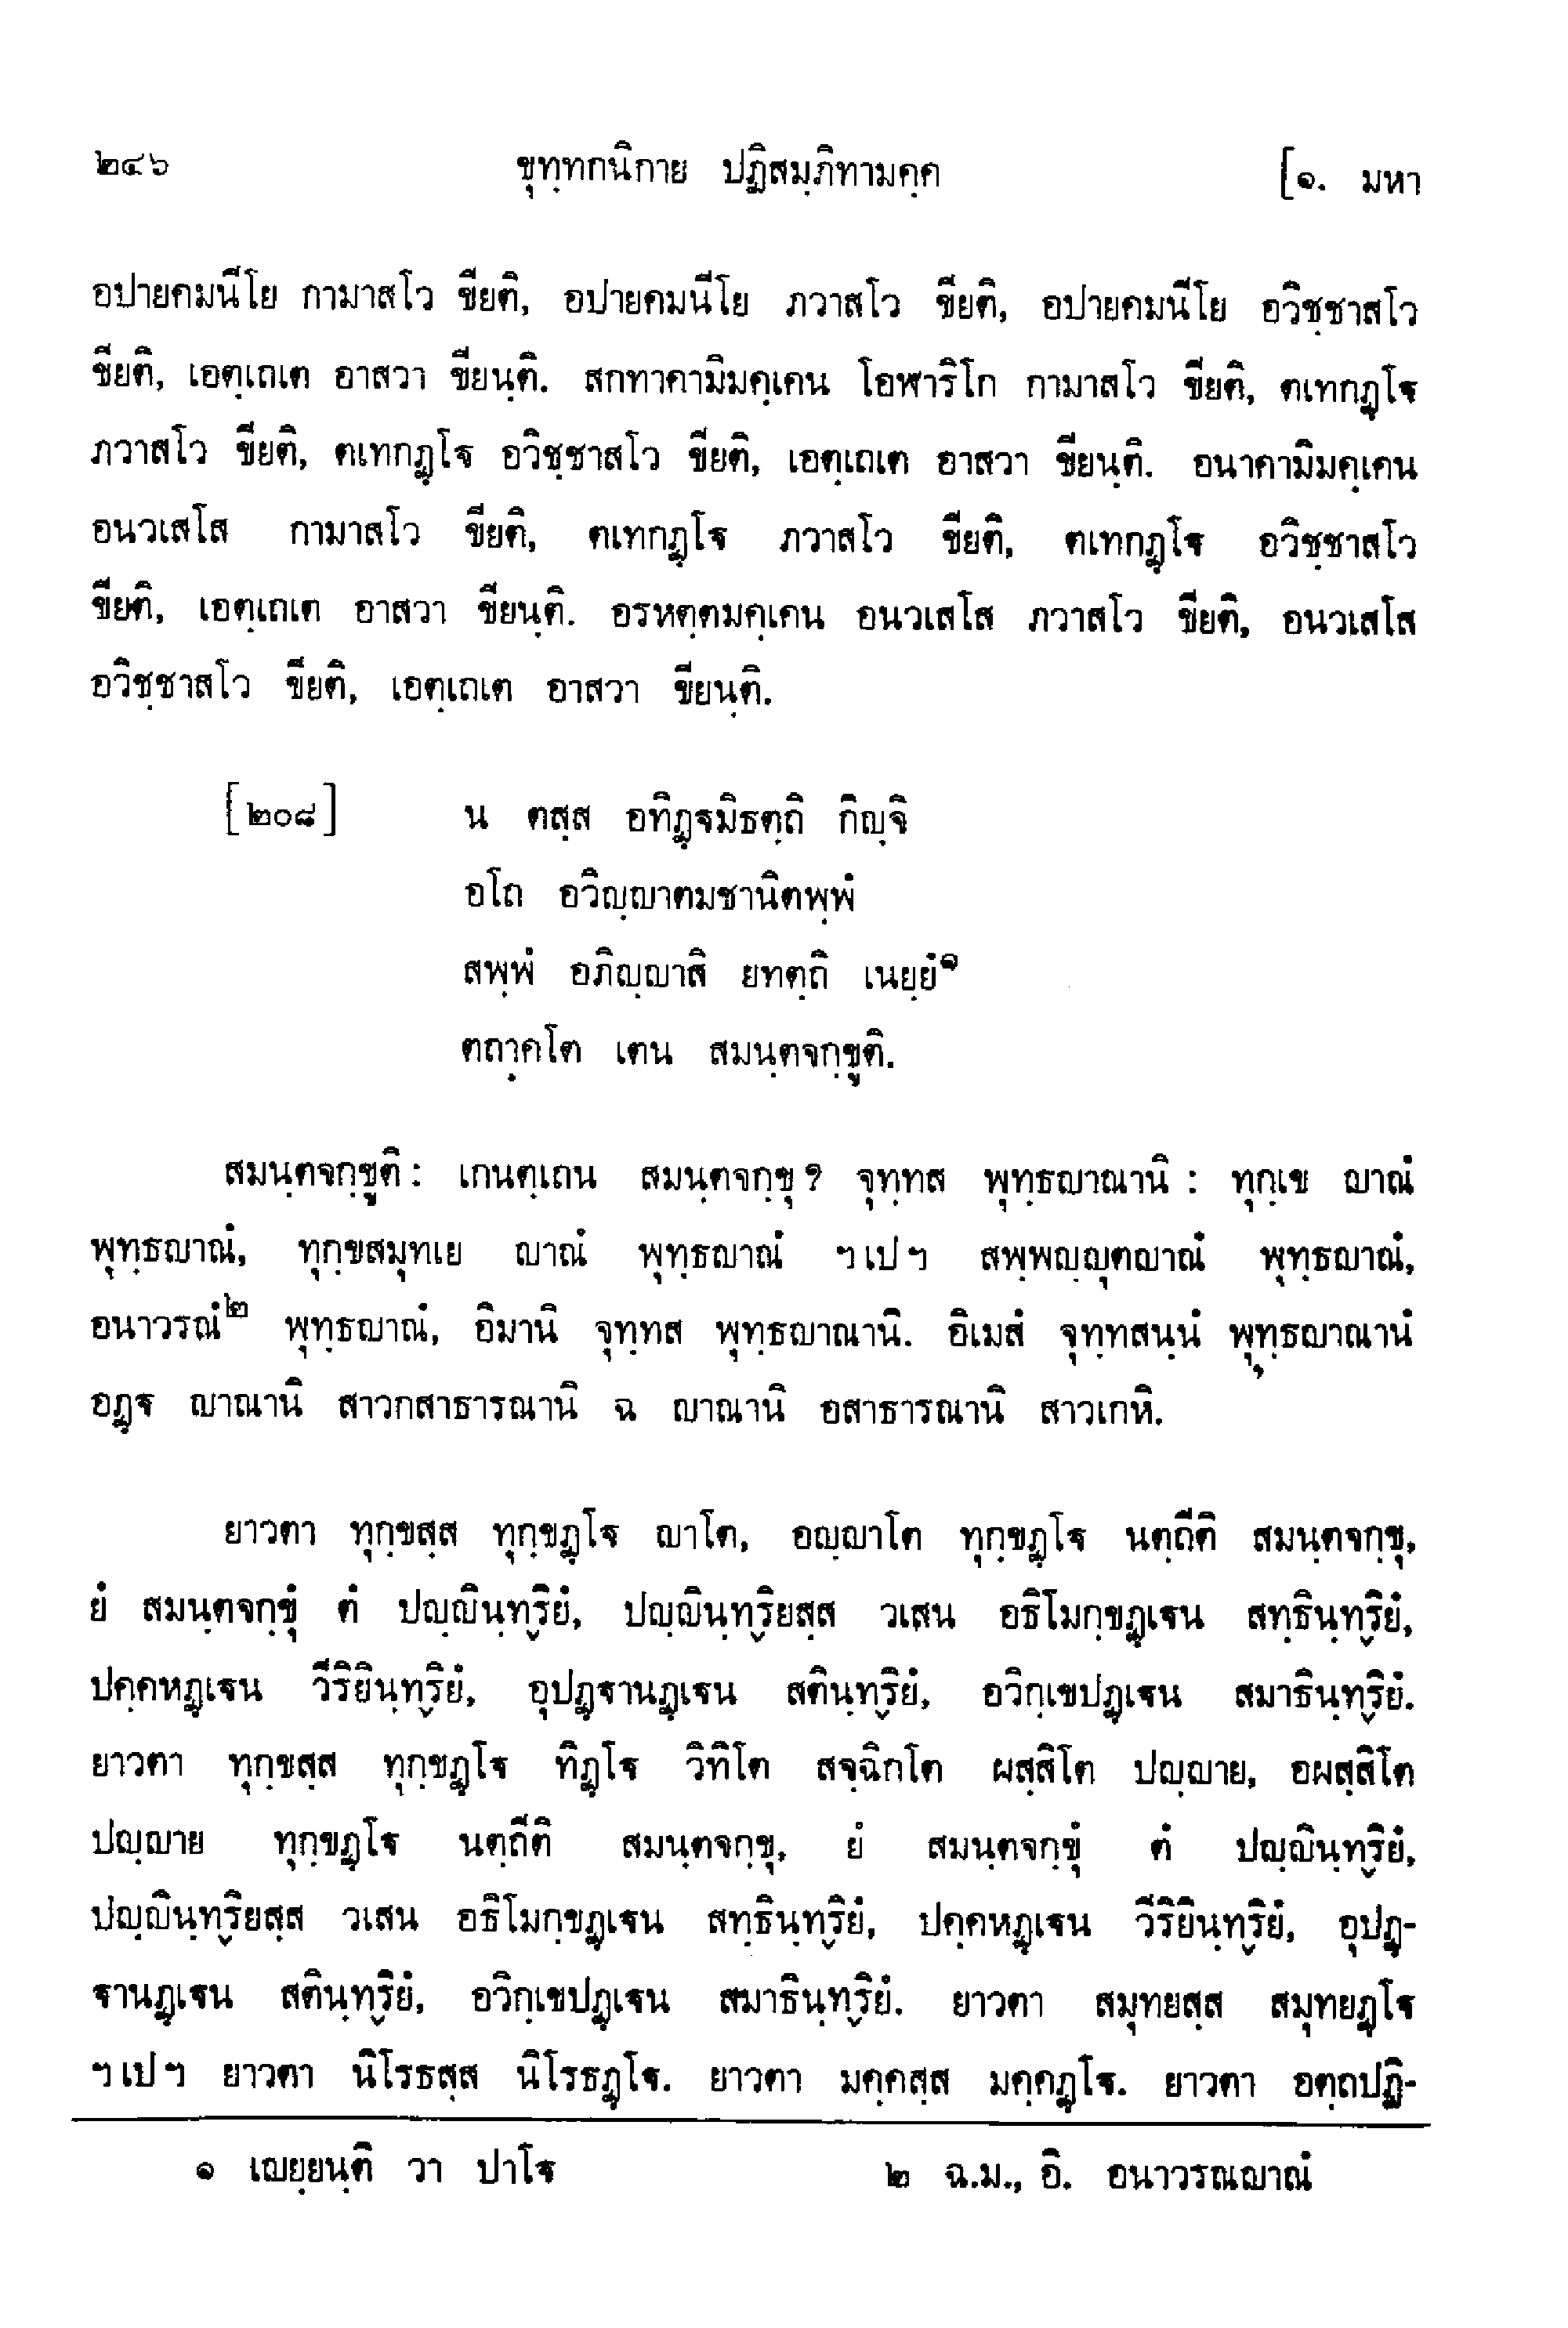 ๒๔๖ ขุทฺทกนิกาย ปฏิสมฺภิทามคฺค [๑. มหา
อปายคมนีโย กามาสโว ขียติ, อปายคมนีโย ภวาสโว ขียติ, อปายคมนีโย อวิชฺชาสโว
ขียติ, เอตฺเถเต อาสวา ขียนฺติ. สกทาคามิมคฺเคน โอฬาริโก กามาสโว ขียติ, ตเทกฏฺโฐ
ภวาสโว ขียติ, ตเทกฏฺโฐ อวิชฺชาสโว ขียติ, เอตฺเถเต อาสวา ขียนฺติ. อนาคามิมคฺเคน
อนวเสโส กามาสโว ขียติ, ตเทกฏฺโฐ ภวาสโว ขียติ, ตเทกฏฺโฐ อวิชฺชาสโว
ขียติ, เอตฺเถเต อาสวา ขียนฺติ. อรหตฺตมคฺเคน อนวเสโส ภวาสโว ขียติ, อนวเสโส
อวิชฺชาสโว ขียติ, เอตฺเถเต อาสวา ขียนฺติ.
[๒๐๘] น ตสฺส อทิฏฺฐมิธตฺถิ กิญฺจิ
อโถ อวิญฺญาตมชานิตพฺพํ
สพฺพํ อภิญฺญาสิ ยทตฺถิ เนยฺยํ๑
ตถาฺคโต เตน สมนฺตจกฺขูติ.
สมนฺตจกฺขูติ : เกนตฺเถน สมนฺตจกฺขุ ? จุทฺทส พุทฺธญาณานิ : ทุกฺเข ญาณํ
พุทฺธญาณํ, ทุกฺขสมุทเย ญาณํ พุทฺธญาณํ ฯ เป ฯ สพฺพญฺญุตญาณํ พุทฺธญาณํ,
อนาวรณํ๒ พุทฺธญาณํ, อิมานิ จุทฺทส พุทฺธญาณานิ. อิเมสํ จุทฺทสนฺนํ พุทฺธญาณานํ
อฏฺฐ ญาณานิ สาวกสาธารณานิ ฉ ญาณานิ อสาธารณานิ สาวเกหิ.
ยาวตา ทุกฺขสฺส ทุกฺขฏฺโฐ ญาโต, อญฺญาโต ทุกฺขฏฺโฐ นตฺถีติ สมนฺตจกฺขุ,
ยํ สมนฺตจกฺขุํ ตํ ปญฺญินฺทฺริยํ, ปญฺญินฺทฺริยสฺส วเสน อธิโมกฺขฏฺเฐน สทฺธินฺทฺริยํ,
ปคฺคหฏฺเฐน วีริยินฺทฺริยํ, อุปฏฺฐานฏฺเฐน สตินฺทฺริยํ, อวิกฺเขปฏฺเฐน สมาธินฺทฺริยํ.
ยาวตา ทุกฺขสฺส ทุกฺขฏฺโฐ ทิฏฺโฐ วิทิโต สจฺฉิกโต ผสฺสิโต ปญฺญาย, อผสฺสิโต
ปญฺญาย ทุกฺขฏฺโฐ นตฺถีติ สมนฺตจกฺขุ, ยํ สมนฺตจกฺขุํ ตํ ปญฺญินฺทฺริยํ,
ปญฺญินฺทฺริยสฺส วเสน อธิโมกฺขฏฺเฐน สทฺธินฺทฺริยํ, ปคฺคหฏฺเฐน วีริยินฺทฺริยํ, อุปฏฺ-
ฐานฏฺเฐน สตินฺทฺริยํ, อวิกฺเขปฏฺเฐน สมาธินฺทฺริยํ. ยาวตา สมุทยสฺส สมุทยฏฺโฐ
ฯ เป ฯ ยาวตา นิโรธสฺส นิโรธฏฺโฐ. ยาวตา มคฺคสฺส มคฺคฏฺโฐ. ยาวตา อตฺถปฏิ-
๑ เญยฺยนฺติ วา ปาโฐ ๒ ฉ.ม., อิ. อนาวรณญาณํ